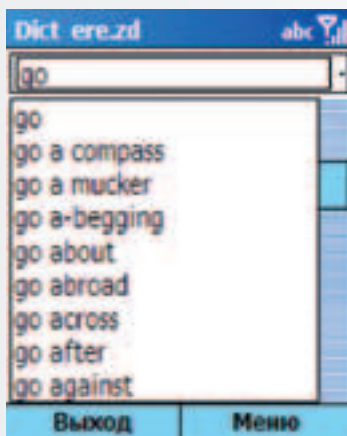 Dict ere.zd abc
go
go
go a compass
go a mucker
go a-begging
go about
go abroad
go across
go after
go against
Выход Меню